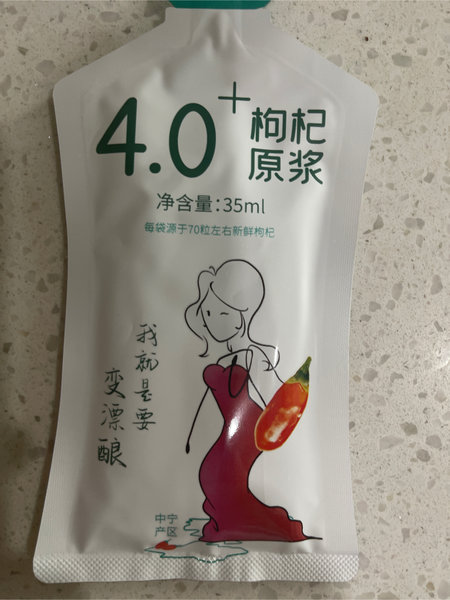 4.0+
枸杞
原浆
净含量:35ml
每袋源于70粒左右新鲜枸杞
我就是要
变漂酿
中宁
产区